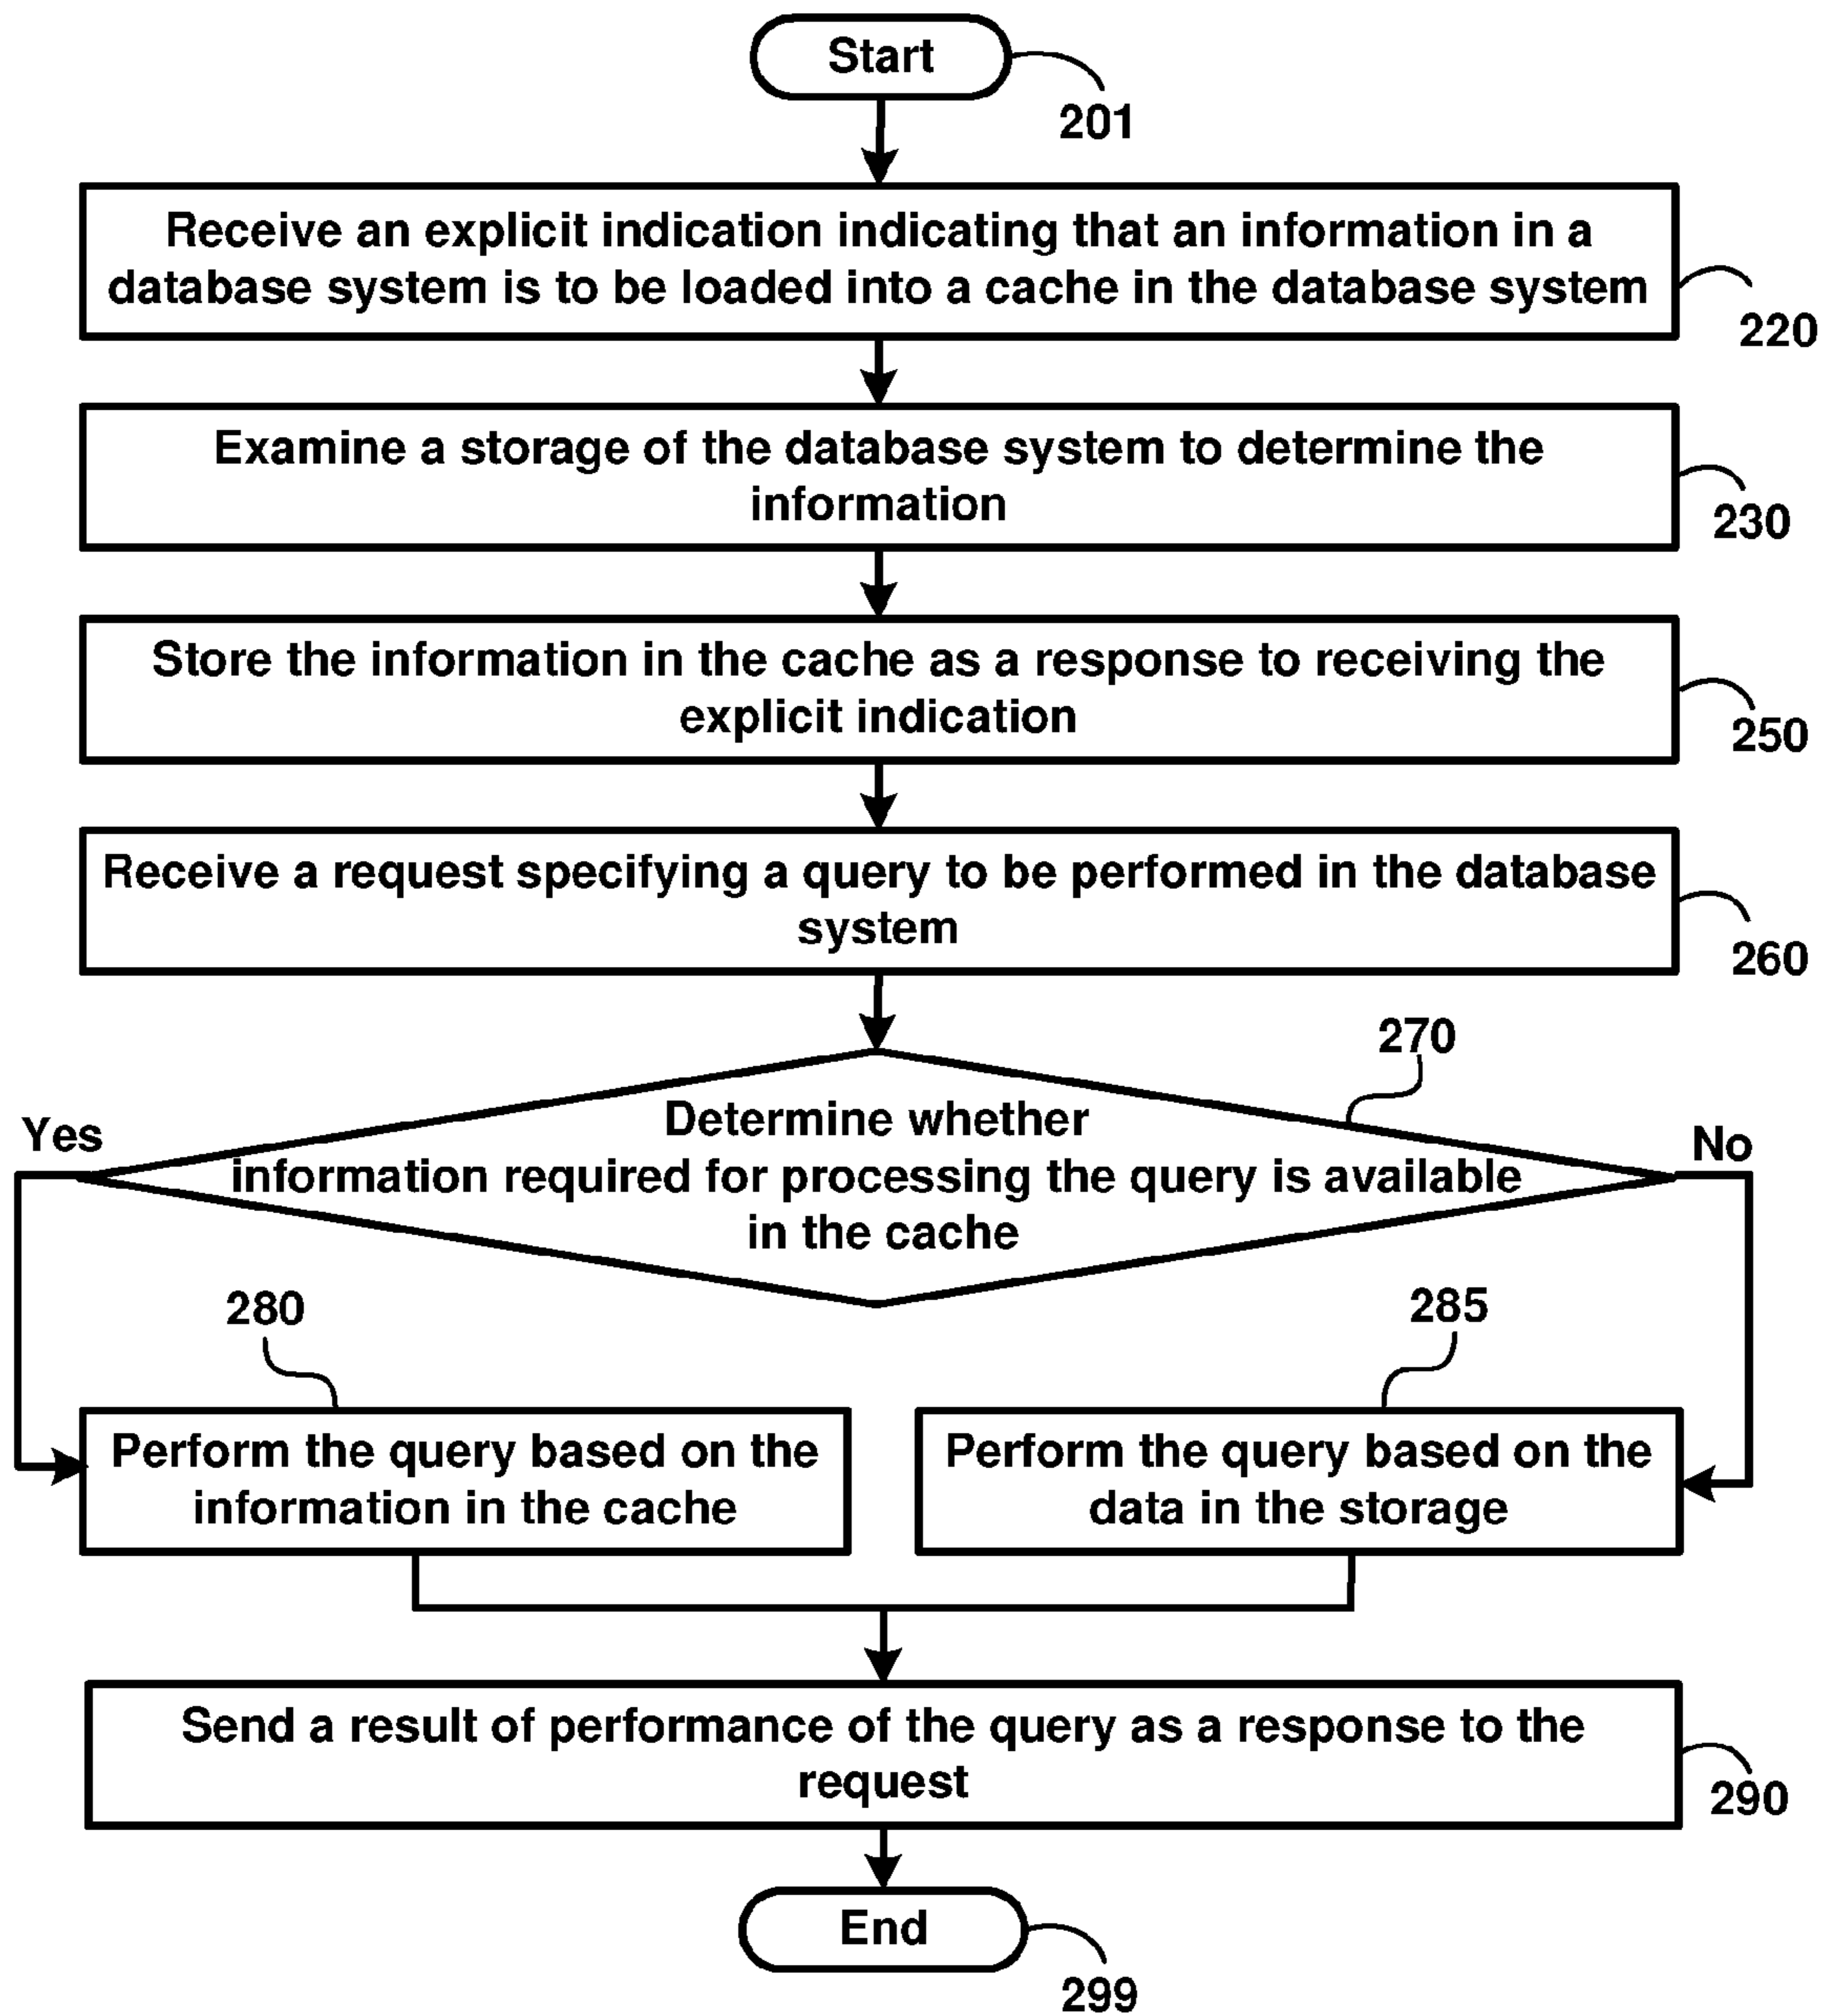 Start
201
Receive an explicit indication indicating that an information in a
database system is to be loaded into a cache in the database system
220
Examine a storage of the database system to determine the
information
230
Store the information in the cache as a response to receiving the
explicit indication
250
Receive a request specifying a query to be performed in the database
system
260
270
Yes
Determine whether
information required for processing the query is available
in the cache
No
280
285
Perform the query based on the
information in the cache
Perform the query based on the
data in the storage
Send a result of performance of the query as a response to the
request
290
End
299